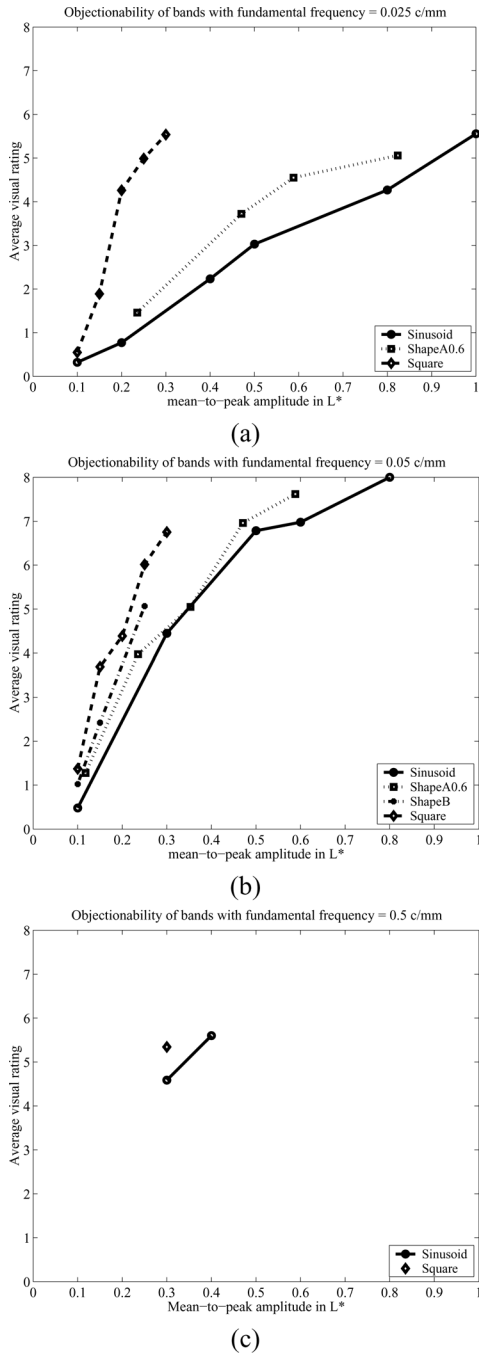 Objectionability of bands with fundamental frequency = 0.025 c/mm
8
7
6
5
4
3
2
1
0
Average visual rating
Sinusoid
ShapeA0.6
Square
0 0.1 0.2 0.3 0.4 0.5 0.6 0.7 0.8 0.9 1
mean−to−peak amplitude in L*
(a)
Objectionability of bands with fundamental frequency = 0.05 c/mm
8
7
6
5
4
3
2
1
0
Average visual rating
Sinusoid
ShapeA0.6
ShapeB
Square
0 0.1 0.2 0.3 0.4 0.5 0.6 0.7 0.8 0.9 1
mean−to−peak amplitude in L*
(b)
Objectionability of bands with fundamental frequency = 0.5 c/mm
8
7
6
5
4
3
2
1
0
Average visual rating
Sinusoid
Square
0 0.1 0.2 0.3 0.4 0.5 0.6 0.7 0.8 0.9 1
Mean−to−peak amplitude in L*
(c)